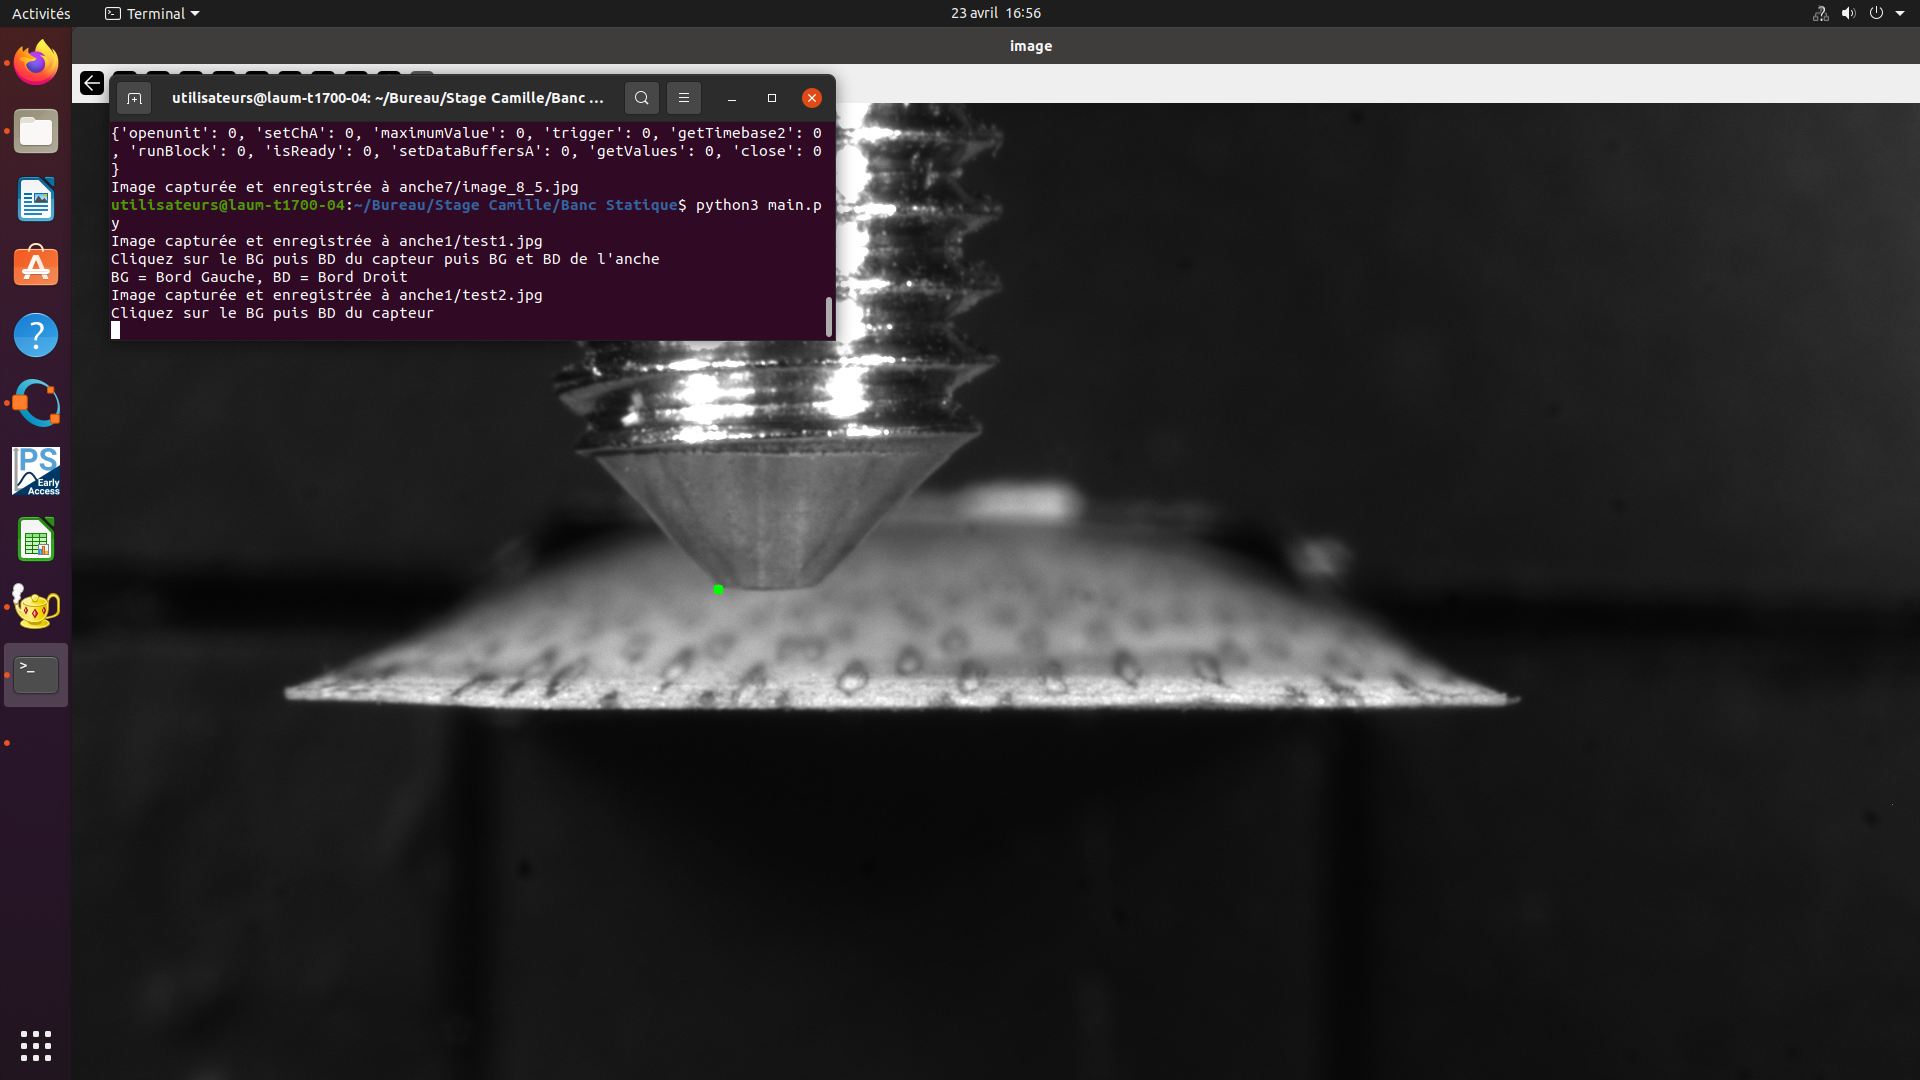 Activités
Terminal
23 avril 16:56
image
utilisateurs@laum-t1700-04: ~/Bureau/Stage Camille/Banc ...
{'openunit': 0, 'setChA': 0, 'maximumValue': 0, 'trigger': 0, 'getTimebase2': 0
, 'runBlock': 0, 'isReady': 0, 'setDataBuffersA': 0, 'getValues': 0, 'close': 0
}
Image capturée et enregistrée à anche7/image_8_5.jpg
utilisateurs@laum-t1700-04:~/Bureau/Stage Camille/Banc Statique$ python3 main.p
y
Image capturée et enregistrée à anche1/test1.jpg
Cliquez sur le BG puis BD du capteur puis BG et BD de l'anche
BG = Bord Gauche, BD = Bord Droit
Image capturée et enregistrée à anche1/test2.jpg
Cliquez sur le BG puis BD du capteur
PS
Early
Access